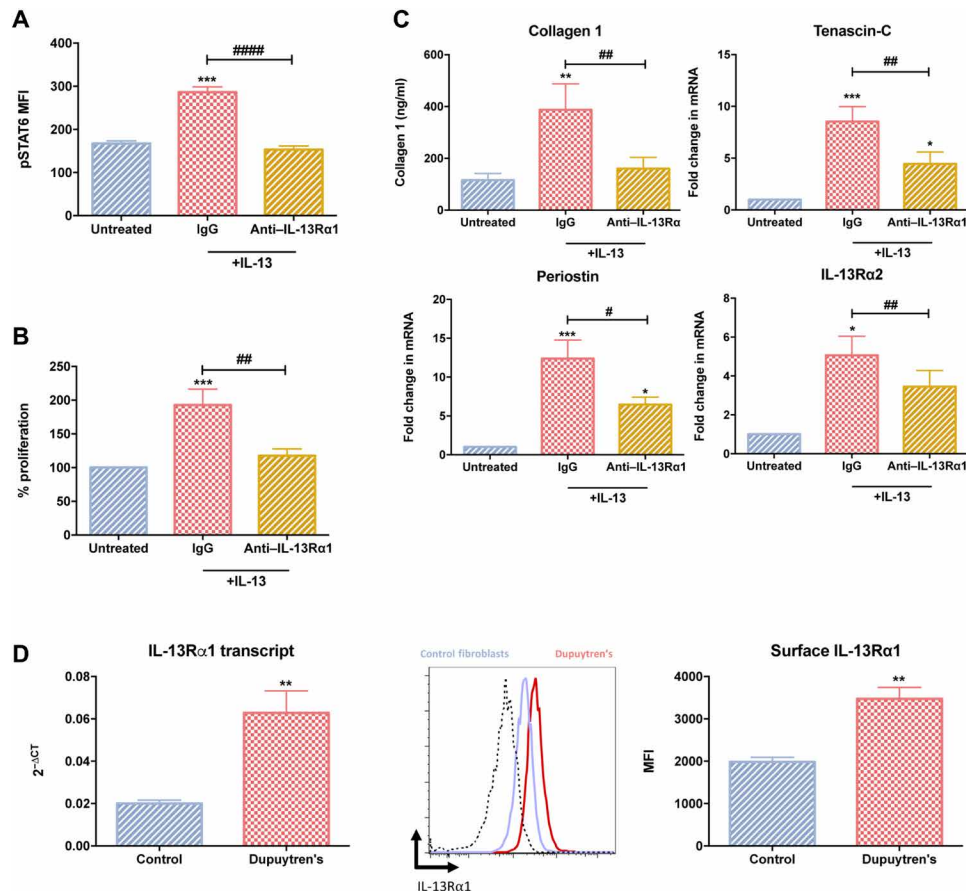 A
####
***
pSTAT6 MFI
400
300
200
100
0
Untreated
IgG
Anti–IL-13Rα1
+IL-13
B
##
***
% proliferation
250
200
150
100
50
0
Untreated
IgG
Anti–IL-13Rα1
+IL-13
C
Collagen 1
##
**
Collagen 1 (ng/ml)
600
400
200
0
Untreated
IgG
Anti–IL-13Rα
+IL-13
Tenascin-C
##
***
*
Fold change in mRNA
15
10
5
0
Untreated
IgG
Anti–IL-13Rα1
+IL-13
Periostin
#
***
*
Fold change in mRNA
20
15
10
5
0
Untreated
IgG
Anti–IL-13Rα1
+IL-13
IL-13Rα2
##
*
Fold change in mRNA
6
4
2
0
Untreated
IgG
Anti–IL-13Rα1
+IL-13
D
IL-13Rα1 transcript
**
2⁻ΔCT
0.08
0.06
0.04
0.02
0.00
Control
Dupuytren's
Control fibroblasts
Dupuytren's
IL-13Rα1
Surface IL-13Rα1
**
MFI
4000
3000
2000
1000
0
Control
Dupuytren's